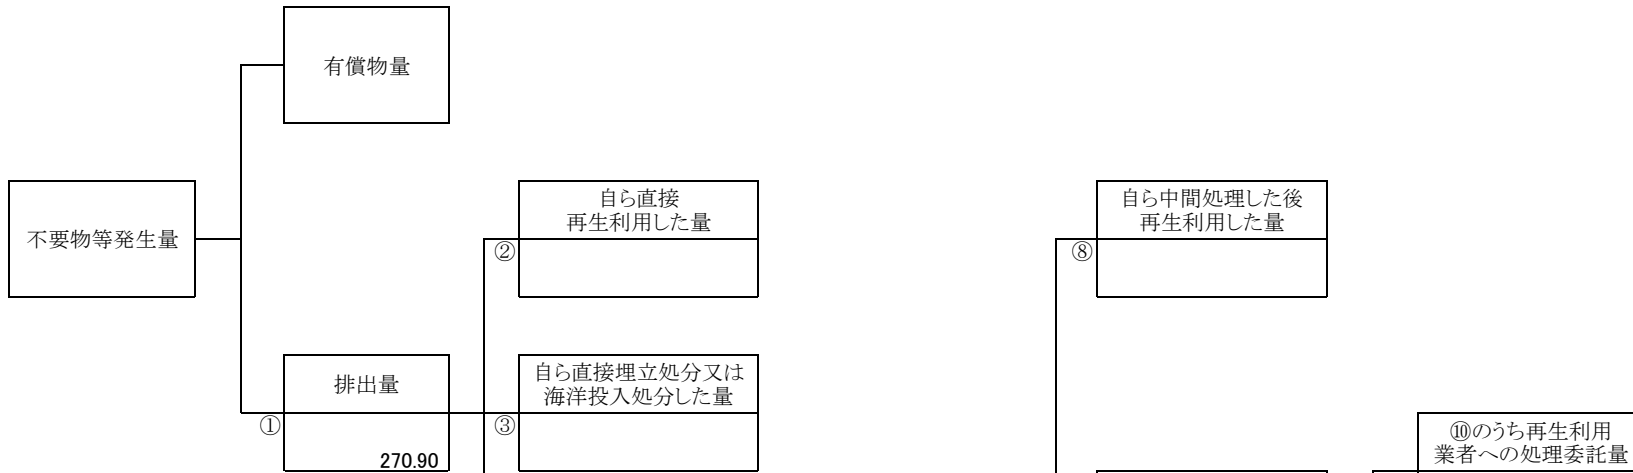 有償物量
不要物等発生量
自ら直接
再生利用した量
②
自ら中間処理した後
再生利用した量
⑧
排出量
①
270.90
自ら直接埋立処分又は
海洋投入処分した量
③
⑩のうち再生利用
業者への処理委託量